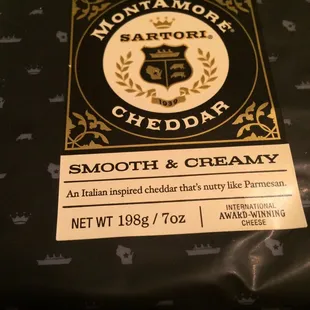 MONTAMORÉ®
SARTORI®
1939
CHEDDAR
SMOOTH & CREAMY
An Italian inspired cheddar that's nutty like Parmesan.
NET WT 198g / 7oz
INTERNATIONAL
AWARD-WINNING
CHEESE